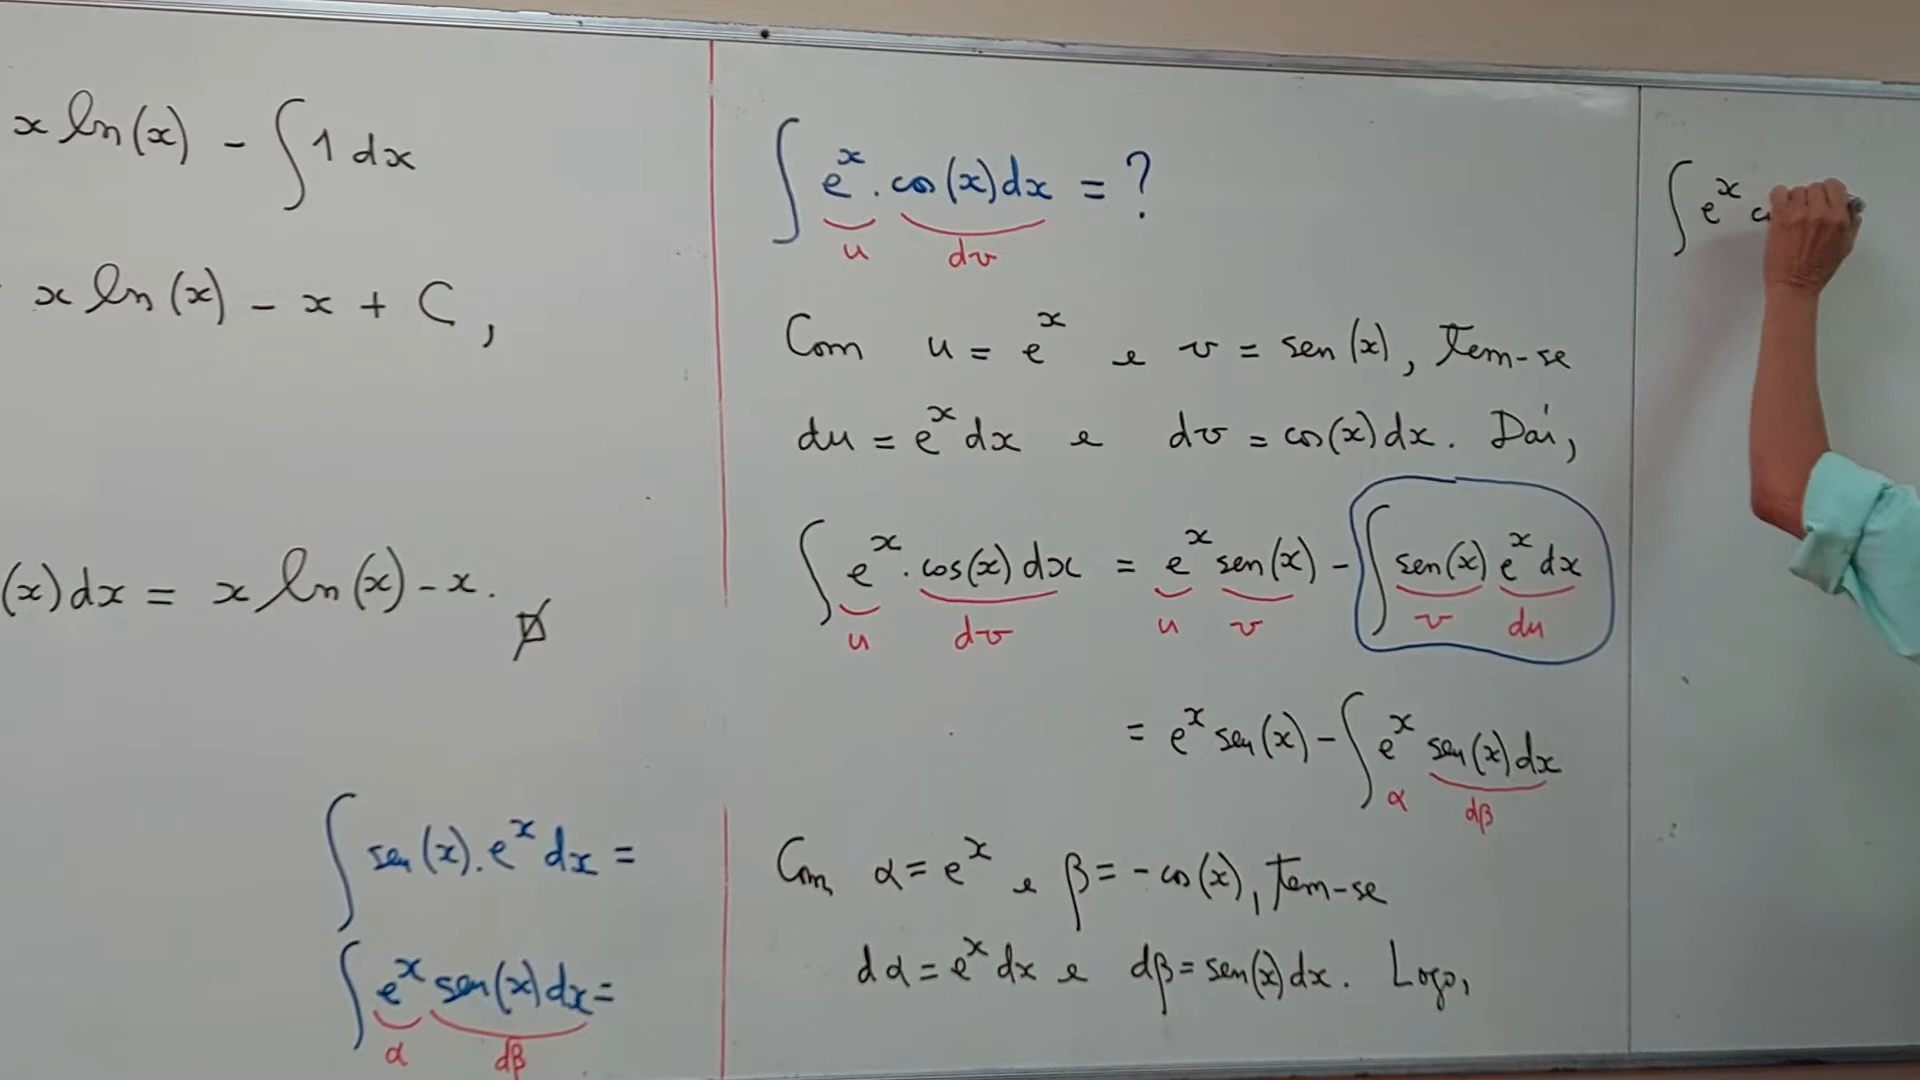 x ln(x) - ∫ 1 dx
x ln(x) - x + C,
(x)dx = x ln(x) - x.
∫ sen(x). e^x dx =
∫ e^x sen(x) dx =
α dβ
∫ e^x . cos(x) dx = ?
u dv
Com u = e^x e v = sen(x), tem-se
du = e^x dx e dv = cos(x) dx. Daí,
∫ e^x . cos(x) dx = e^x sen(x) - ∫ sen(x) e^x dx
u dv u v v du
= e^x sen(x) - ∫ e^x sen(x) dx
α dβ
Com α = e^x e β = -cos(x), tem-se
dα = e^x dx e dβ = sen(x) dx. Logo,
∫ e^x c